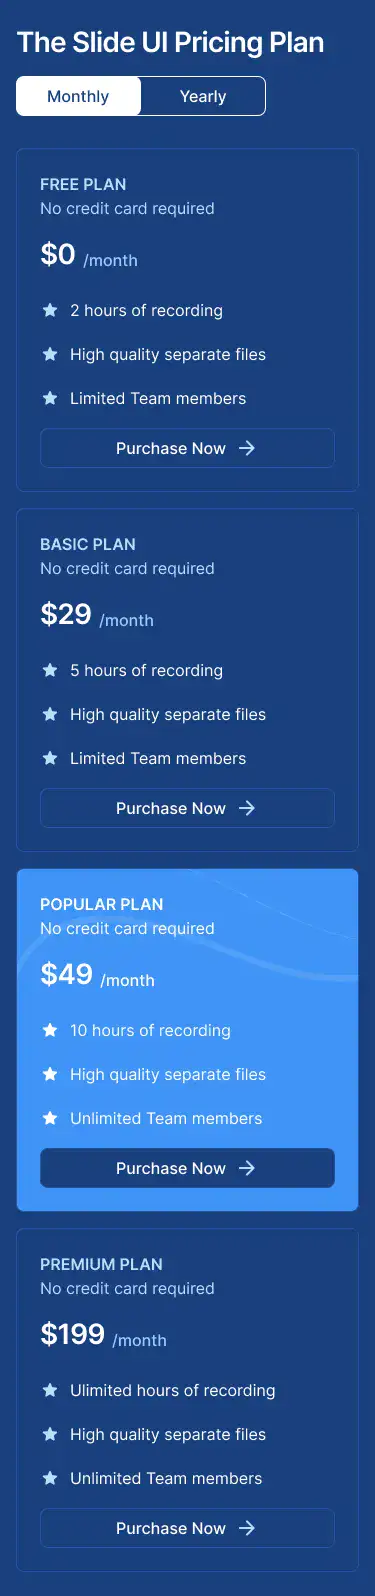 The Slide UI Pricing Plan
Monthly
Yearly
FREE PLAN
No credit card required
$0 /month
2 hours of recording
High quality separate files
Limited Team members
Purchase Now
BASIC PLAN
No credit card required
$29 /month
5 hours of recording
High quality separate files
Limited Team members
Purchase Now
POPULAR PLAN
No credit card required
$49 /month
10 hours of recording
High quality separate files
Unlimited Team members
Purchase Now
PREMIUM PLAN
No credit card required
$199 /month
Ulimited hours of recording
High quality separate files
Unlimited Team members
Purchase Now